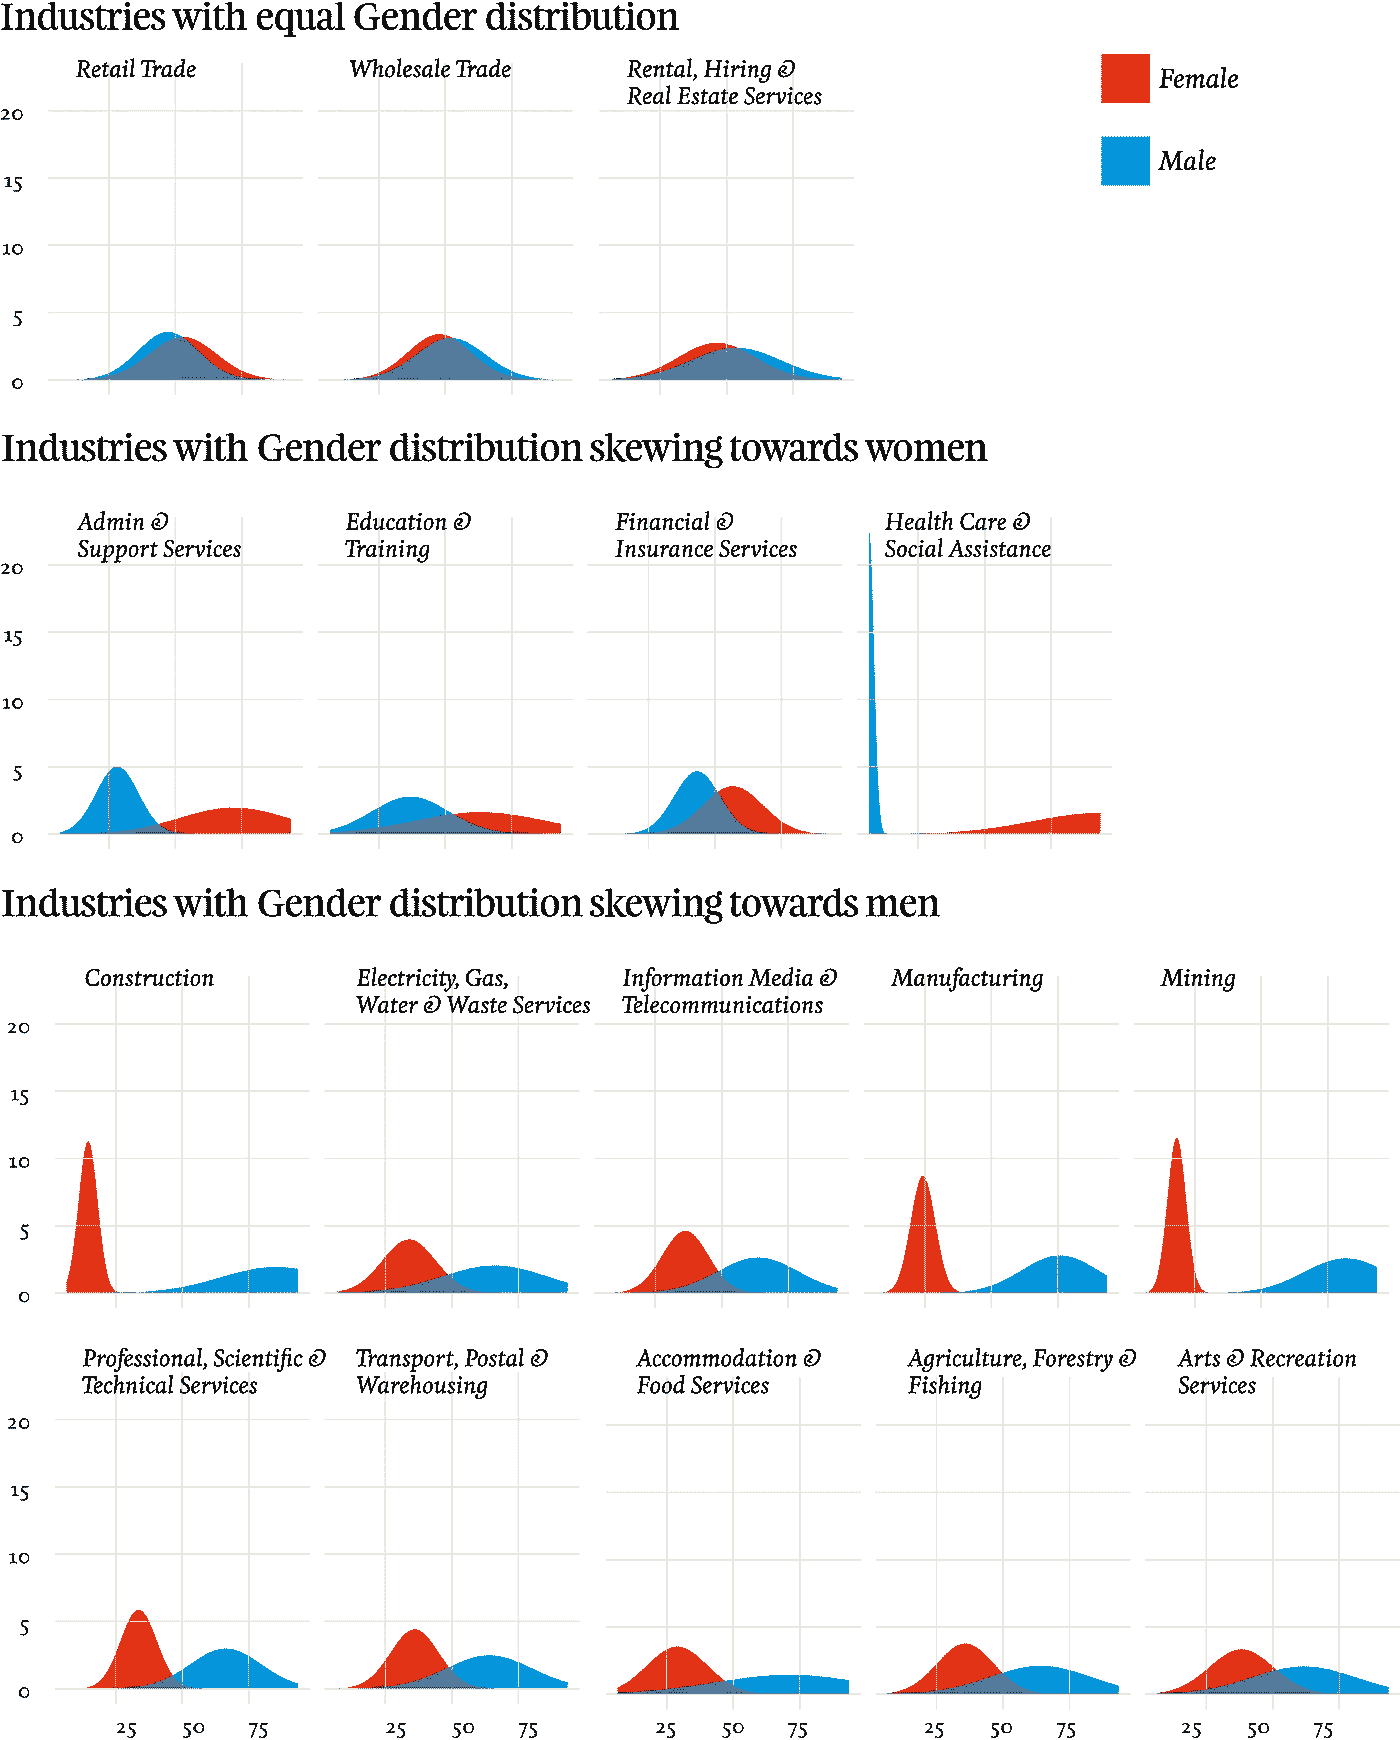 Industries with equal Gender distribution
Retail Trade
Wholesale Trade
Rental, Hiring &
Real Estate Services
Female
Male
20
15
10
5
0
Industries with Gender distribution skewing towards women
Admin &
Support Services
Education &
Training
Financial &
Insurance Services
Health Care &
Social Assistance
20
15
10
5
0
Industries with Gender distribution skewing towards men
Construction
Electricity, Gas,
Water & Waste Services
Information Media &
Telecommunications
Manufacturing
Mining
20
15
10
5
0
Professional, Scientific &
Technical Services
Transport, Postal &
Warehousing
Accommodation &
Food Services
Agriculture, Forestry &
Fishing
Arts & Recreation
Services
20
15
10
5
0
25 50 75
25 50 75
25 50 75
25 50 75
25 50 75